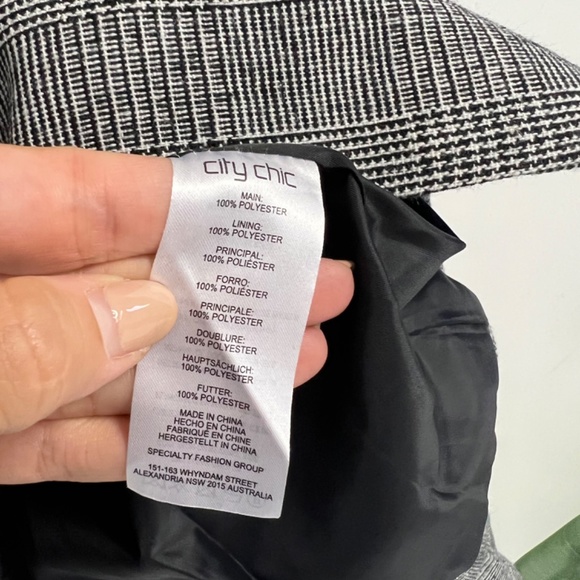 city chic
MAIN:
100% POLYESTER
LINING:
100% POLYESTER
PRINCIPAL:
100% POLIÉSTER
FORRO:
100% POLIÉSTER
PRINCIPALE:
100% POLYESTER
DOUBLURE:
100% POLYESTER
HAUPTSÄCHLICH:
100% POLYESTER
FUTTER:
100% POLYESTER
MADE IN CHINA
HECHO EN CHINA
FABRIQUÉ EN CHINE
HERGESTELLT IN CHINA
SPECIALTY FASHION GROUP
151-163 WHYNDAM STREET
ALEXANDRIA NSW 2015 AUSTRALIA